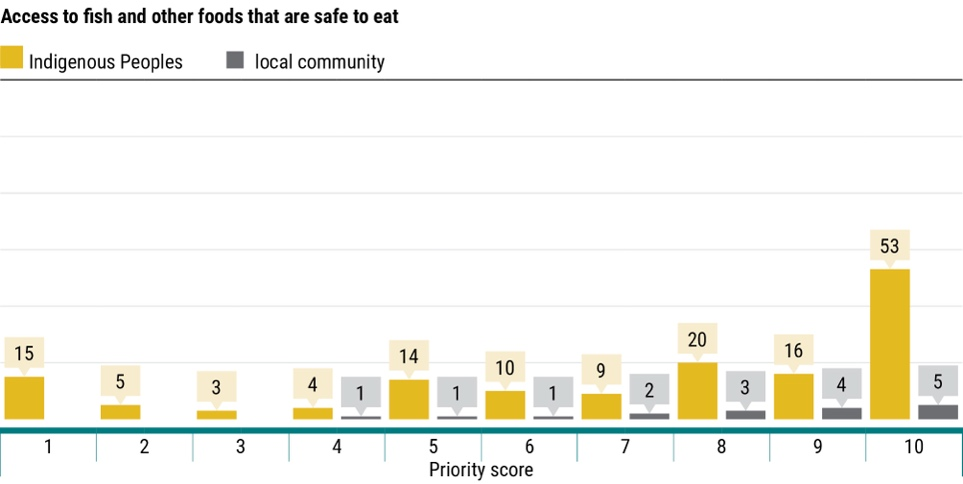 Access to fish and other foods that are safe to eat
Indigenous Peoples local community
15 5 3 4 1 14 1 10 1 9 2 20 3 16 4 53 5
1 2 3 4 5 6 7 8 9 10
Priority score